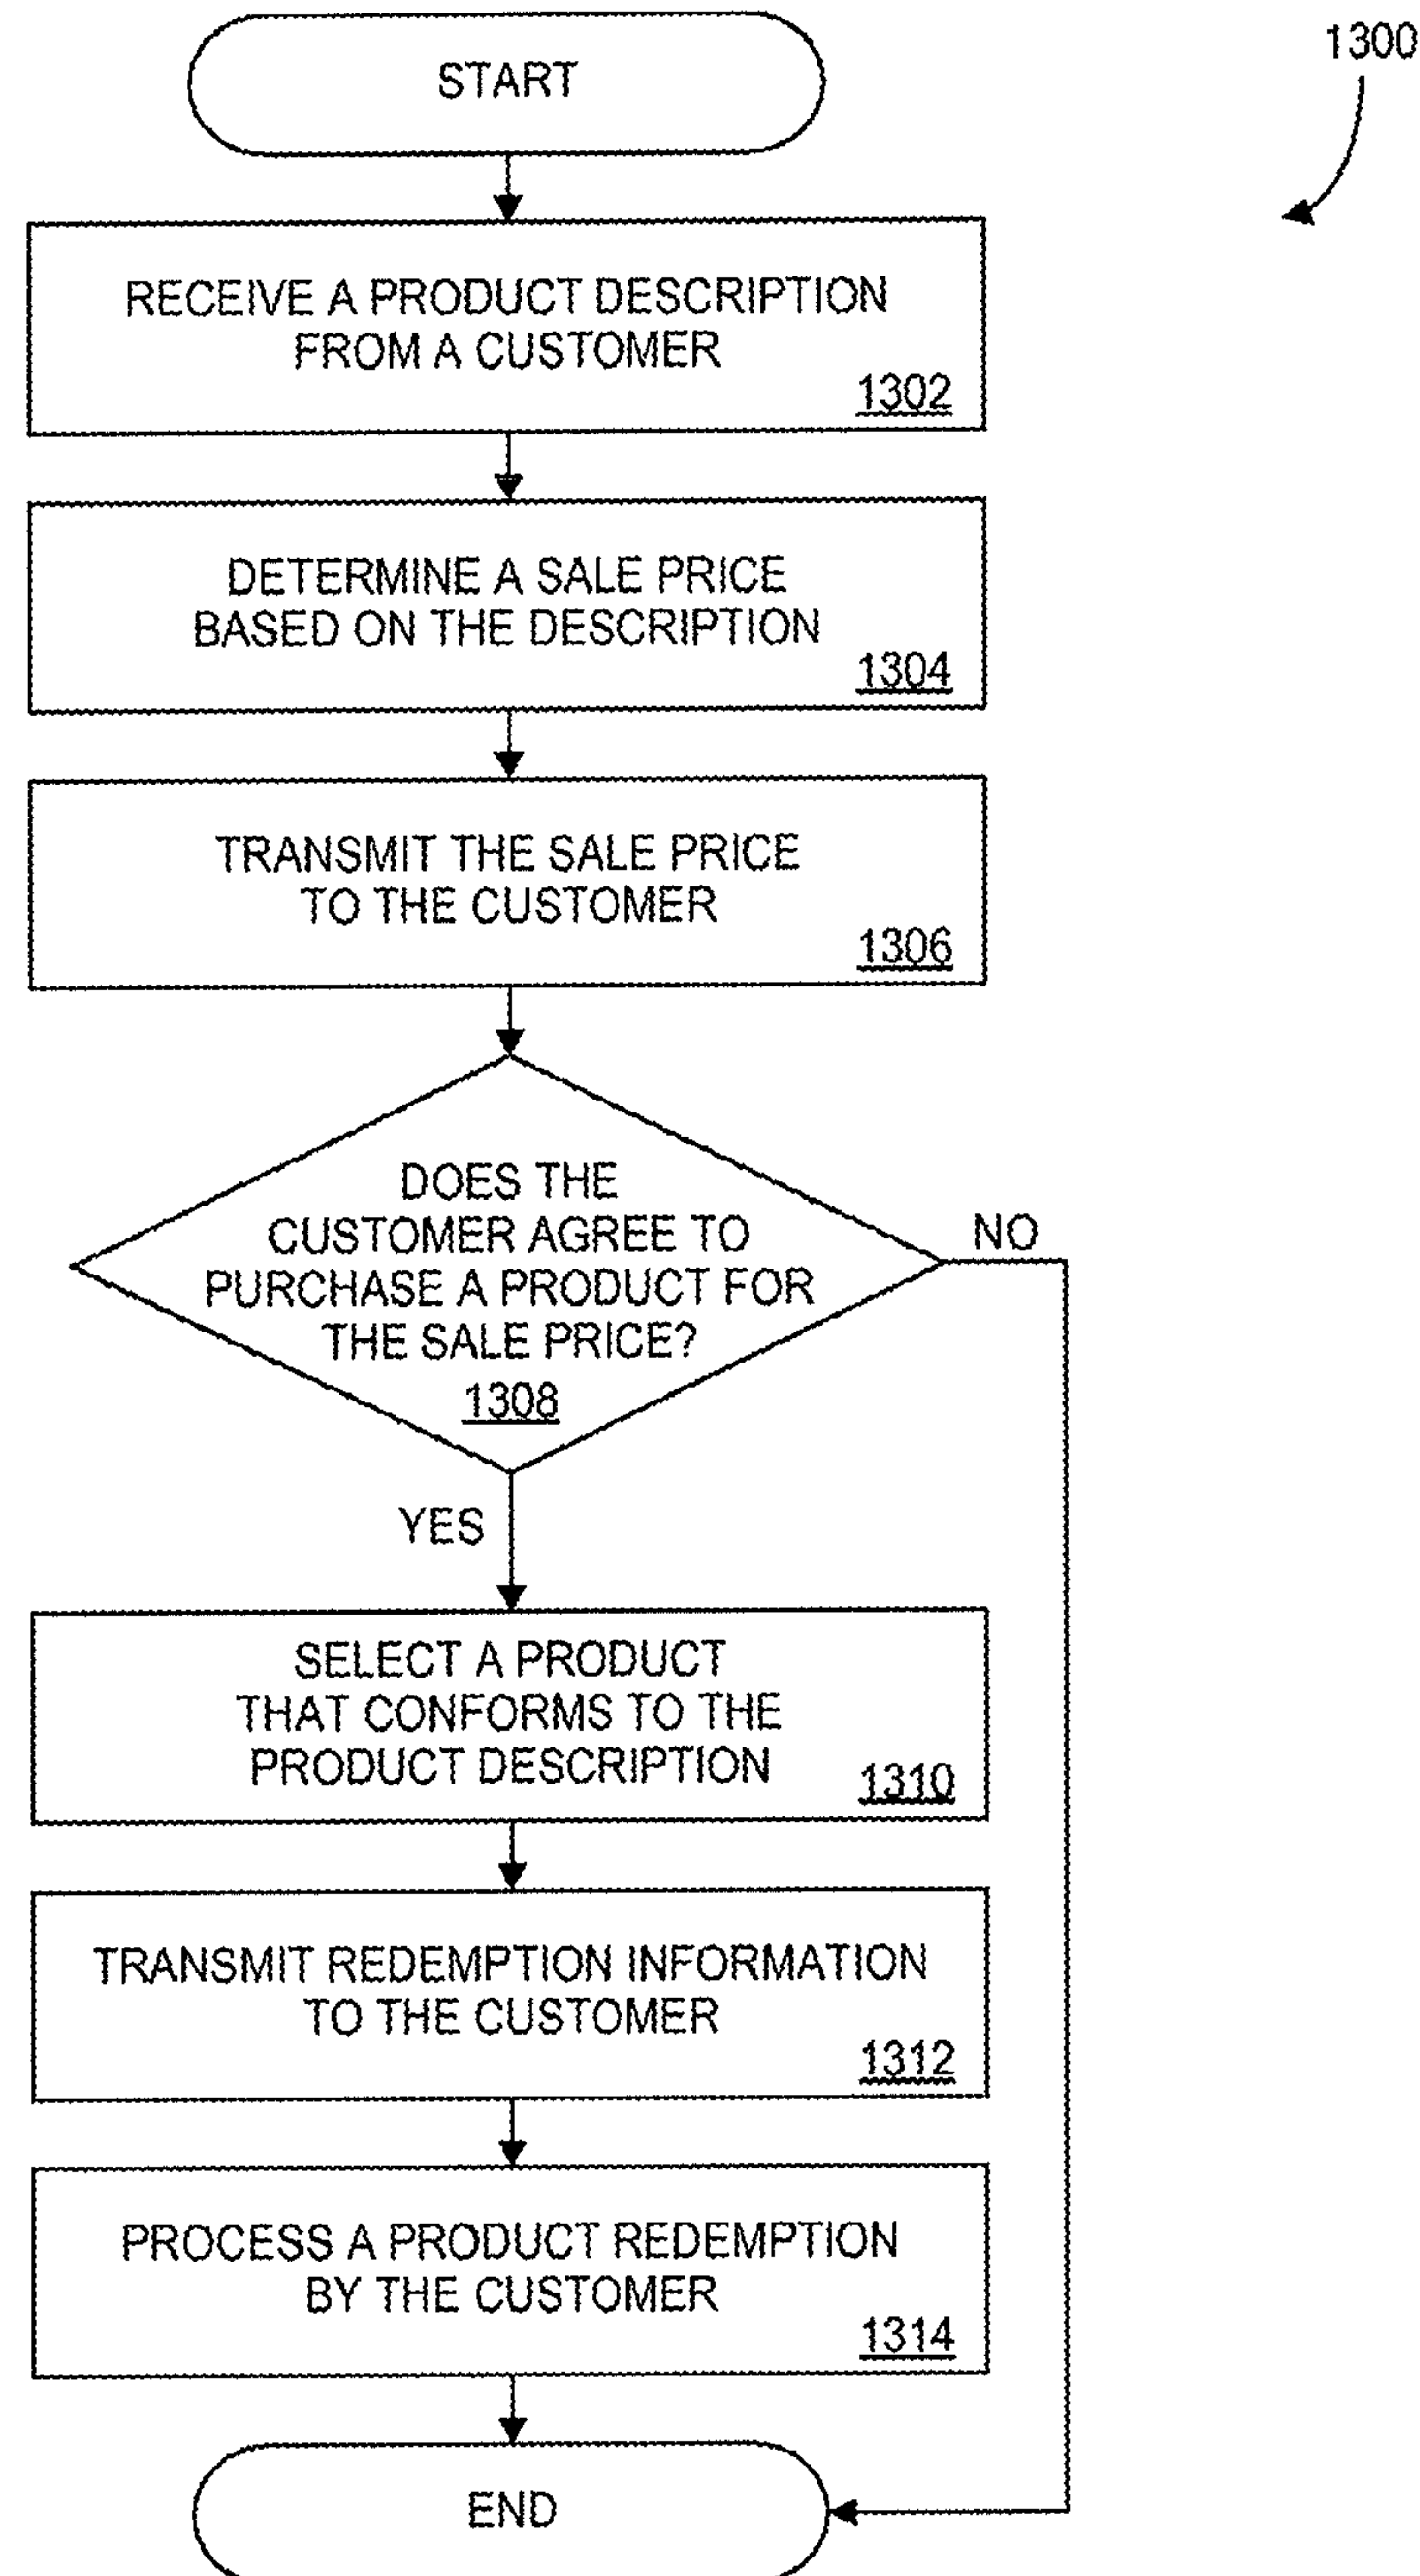 START
1300
RECEIVE A PRODUCT DESCRIPTION
FROM A CUSTOMER
1302
DETERMINE A SALE PRICE
BASED ON THE DESCRIPTION
1304
TRANSMIT THE SALE PRICE
TO THE CUSTOMER
1306
DOES THE
CUSTOMER AGREE TO
PURCHASE A PRODUCT FOR
THE SALE PRICE?
1308
NO
YES
SELECT A PRODUCT
THAT CONFORMS TO THE
PRODUCT DESCRIPTION
1310
TRANSMIT REDEMPTION INFORMATION
TO THE CUSTOMER
1312
PROCESS A PRODUCT REDEMPTION
BY THE CUSTOMER
1314
END